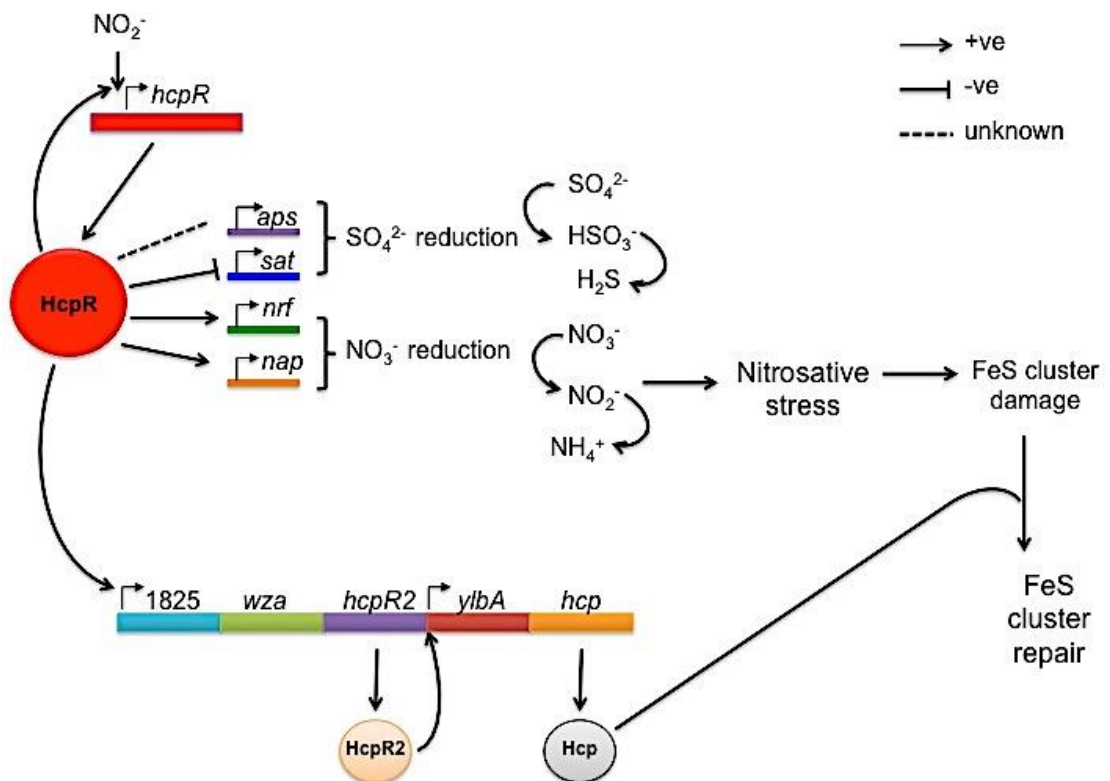 NO₂⁻
hcpR
+ve
-ve
unknown
HcpR
aps
sat
SO₄²⁻ reduction
nrf
nap
NO₃⁻ reduction
SO₄²⁻
HSO₃⁻
H₂S
NO₃⁻
NO₂⁻
NH₄⁺
Nitrosative
stress
FeS cluster
damage
FeS
cluster
repair
1825 wza hcpR2 ylbA hcp
HcpR2
Hcp